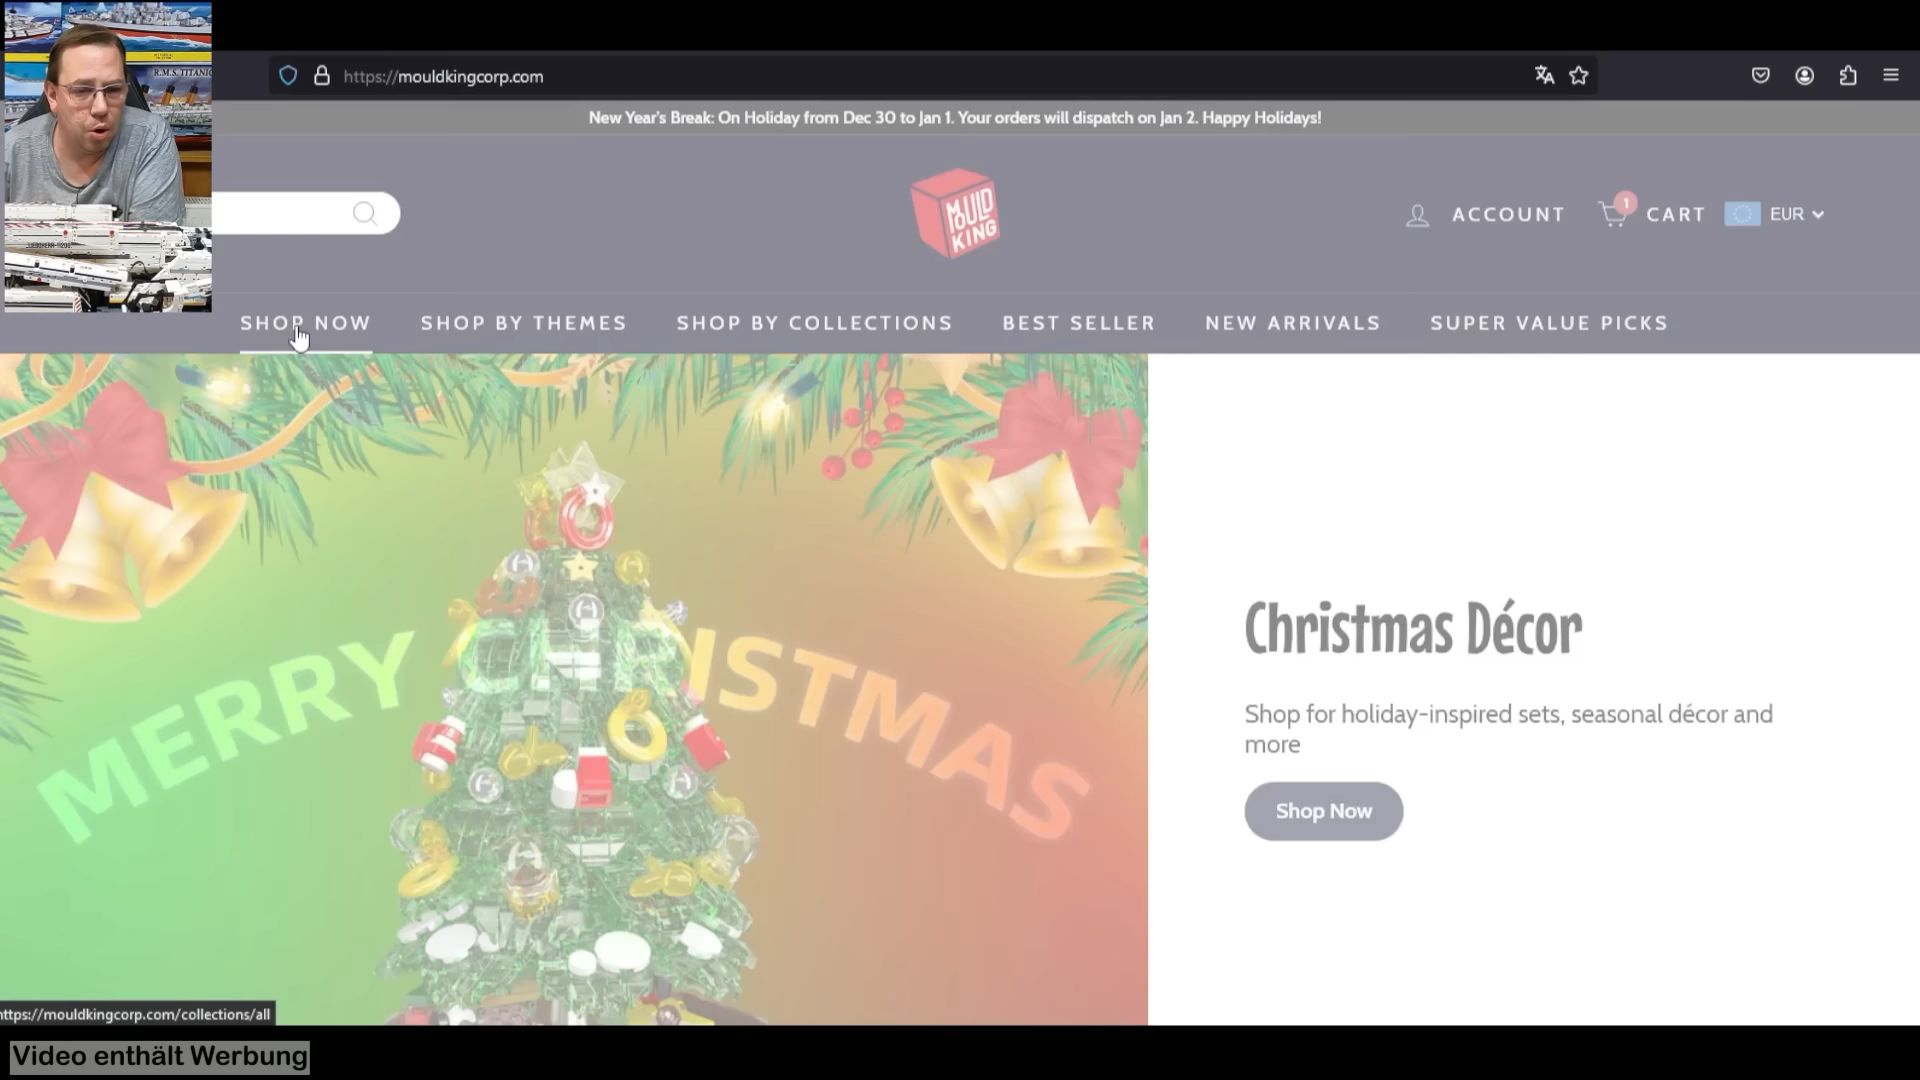 R.M.S. TITANIC
https://mouldkingcorp.com
New Year's Break: On Holiday from Dec 30 to Jan 1. Your orders will dispatch on Jan 2. Happy Holidays!
MOULD
KING
ACCOUNT
1
CART
EUR
SHOP NOW
SHOP BY THEMES
SHOP BY COLLECTIONS
BEST SELLER
NEW ARRIVALS
SUPER VALUE PICKS
MERRY
ISTMAS
Christmas Décor
Shop for holiday-inspired sets, seasonal décor and
more
Shop Now
https://mouldkingcorp.com/collections/all
Video enthält Werbung